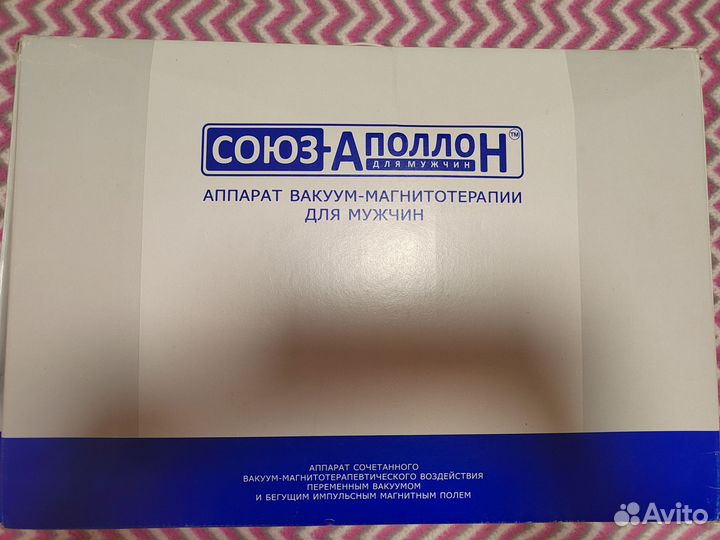 СОЮЗ-АПОЛЛОН™
ДЛЯ МУЖЧИН
АППАРАТ ВАКУУМ-МАГНИТОТЕРАПИИ
ДЛЯ МУЖЧИН
АППАРАТ СОЧЕТАННОГО
ВАКУУМ-МАГНИТОТЕРАПЕВТИЧЕСКОГО ВОЗДЕЙСТВИЯ
ПЕРЕМЕННЫМ ВАКУУМОМ
И БЕГУЩИМ ИМПУЛЬСНЫМ МАГНИТНЫМ ПОЛЕМ
Avito